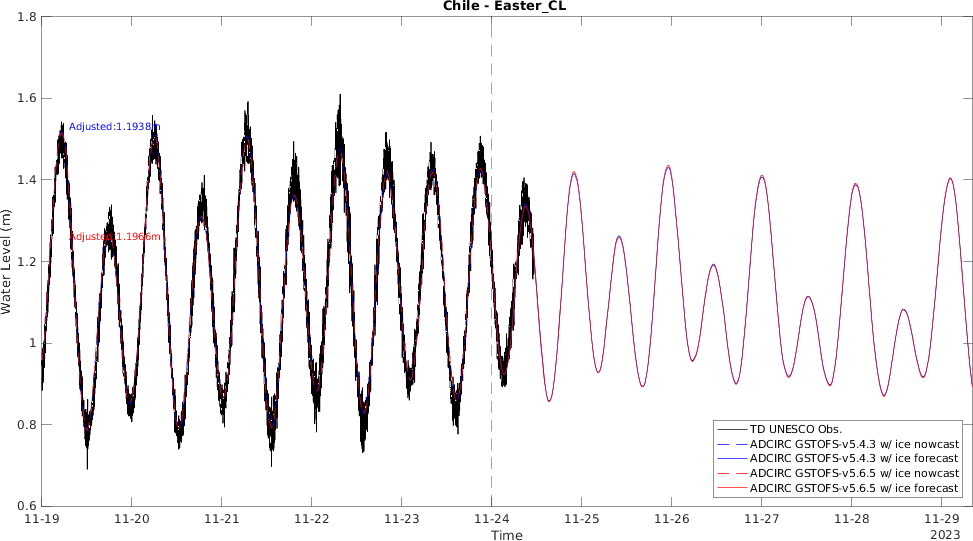 Chile - Easter_CL
1.8
1.6
1.4
1.2
1
0.8
0.6
Water Level (m)
Adjusted:1.1938m
Adjusted:1.1966m
TD UNESCO Obs.
ADCIRC GSTOFS-v5.4.3 w/ ice nowcast
ADCIRC GSTOFS-v5.4.3 w/ ice forecast
ADCIRC GSTOFS-v5.6.5 w/ ice nowcast
ADCIRC GSTOFS-v5.6.5 w/ ice forecast
11-19 11-20 11-21 11-22 11-23 11-24 11-25 11-26 11-27 11-28 11-29
2023
Time